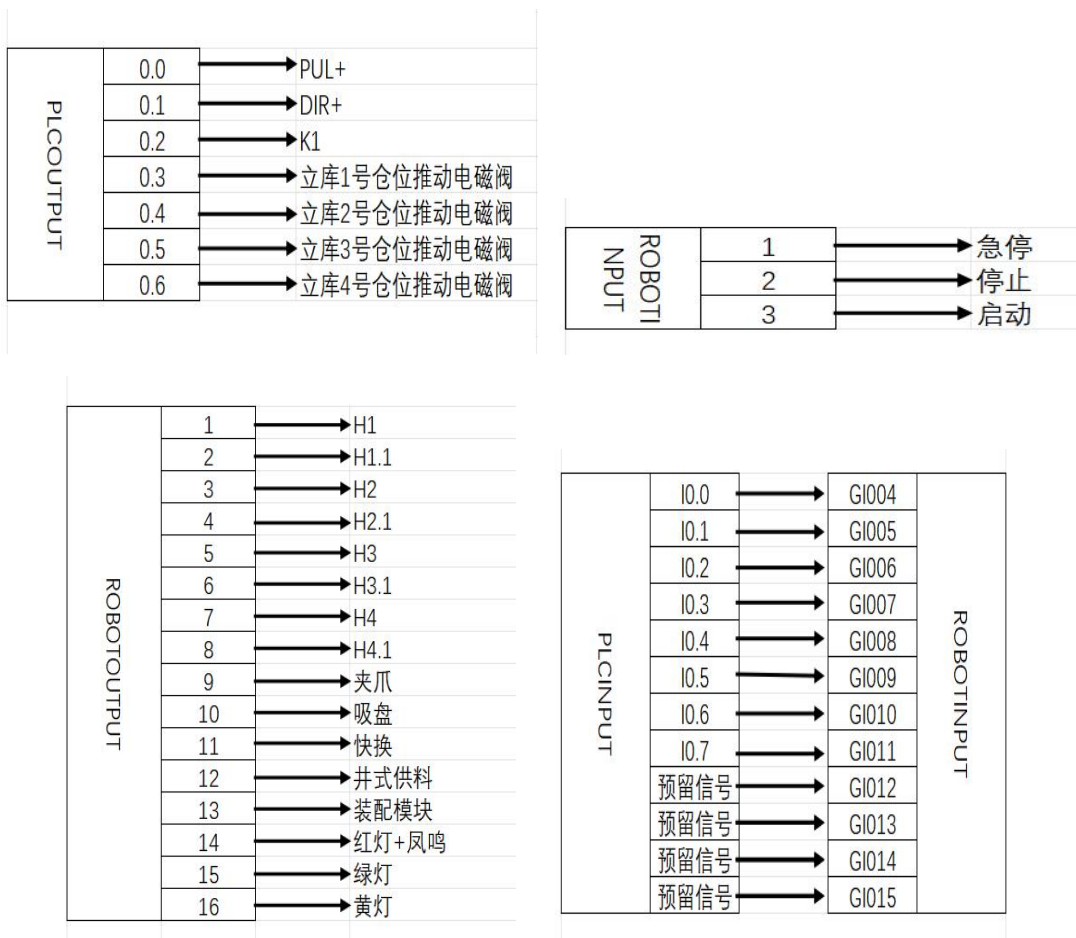 PLCOUTPUT
0.0 PUL+
0.1 DIR+
0.2 K1
0.3 立库1号仓位推动电磁阀
0.4 立库2号仓位推动电磁阀
0.5 立库3号仓位推动电磁阀
0.6 立库4号仓位推动电磁阀
ROBOTI
NPUT
1 急停
2 停止
3 启动
ROBOTOUTPUT
1 H1
2 H1.1
3 H2
4 H2.1
5 H3
6 H3.1
7 H4
8 H4.1
9 夹爪
10 吸盘
11 快换
12 井式供料
13 装配模块
14 红灯+凤鸣
15 绿灯
16 黄灯
PLCINPUT
I0.0 GI004
I0.1 GI005
I0.2 GI006
I0.3 GI007
I0.4 GI008
I0.5 GI009
I0.6 GI010
I0.7 GI011
预留信号 GI012
预留信号 GI013
预留信号 GI014
预留信号 GI015
ROBOTINPUT